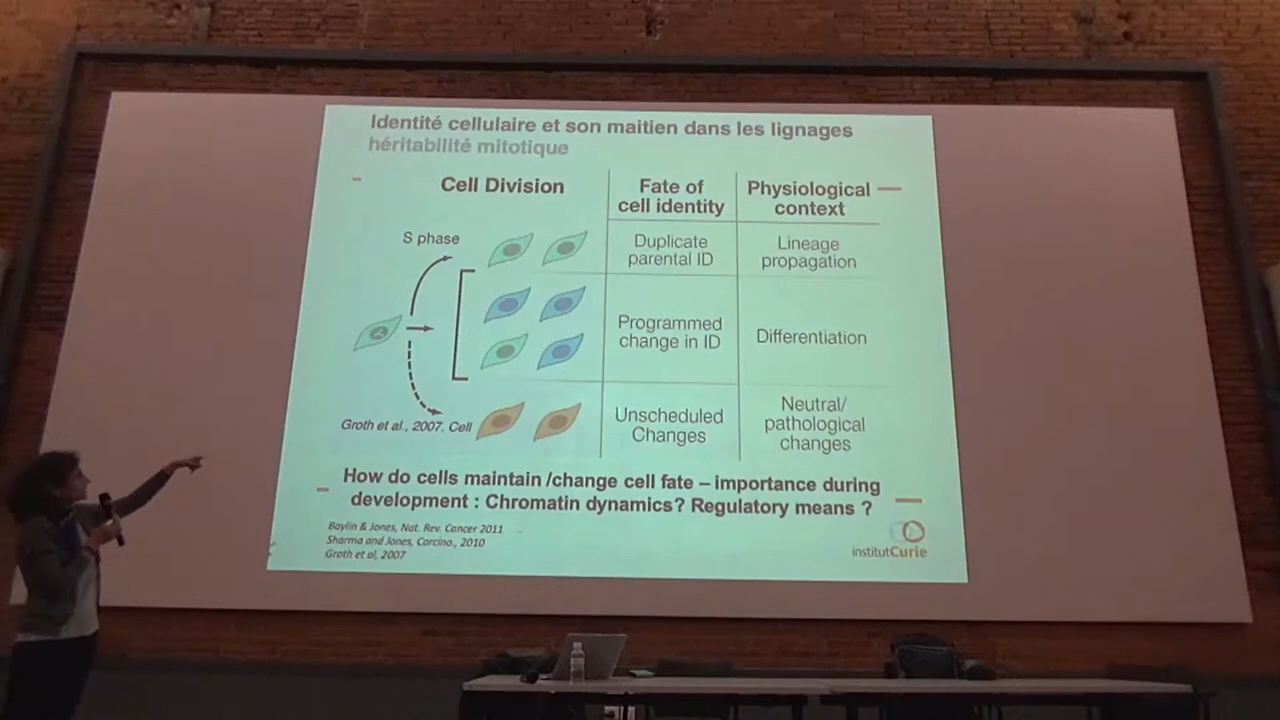 Identité cellulaire et son maitien dans les lignages
héritabilité mitotique
Cell Division
Fate of
cell identity
Physiological
context
S phase
Duplicate
parental ID
Lineage
propagation
Programmed
change in ID
Differentiation
Groth et al., 2007. Cell
Unscheduled
Changes
Neutral/
pathological
changes
How do cells maintain /change cell fate – importance during
development : Chromatin dynamics? Regulatory means ?
Baylin & Jones, Nat. Rev. Cancer 2011
Sharma and Jones, Carcino., 2010
Groth et al, 2007
institutCurie